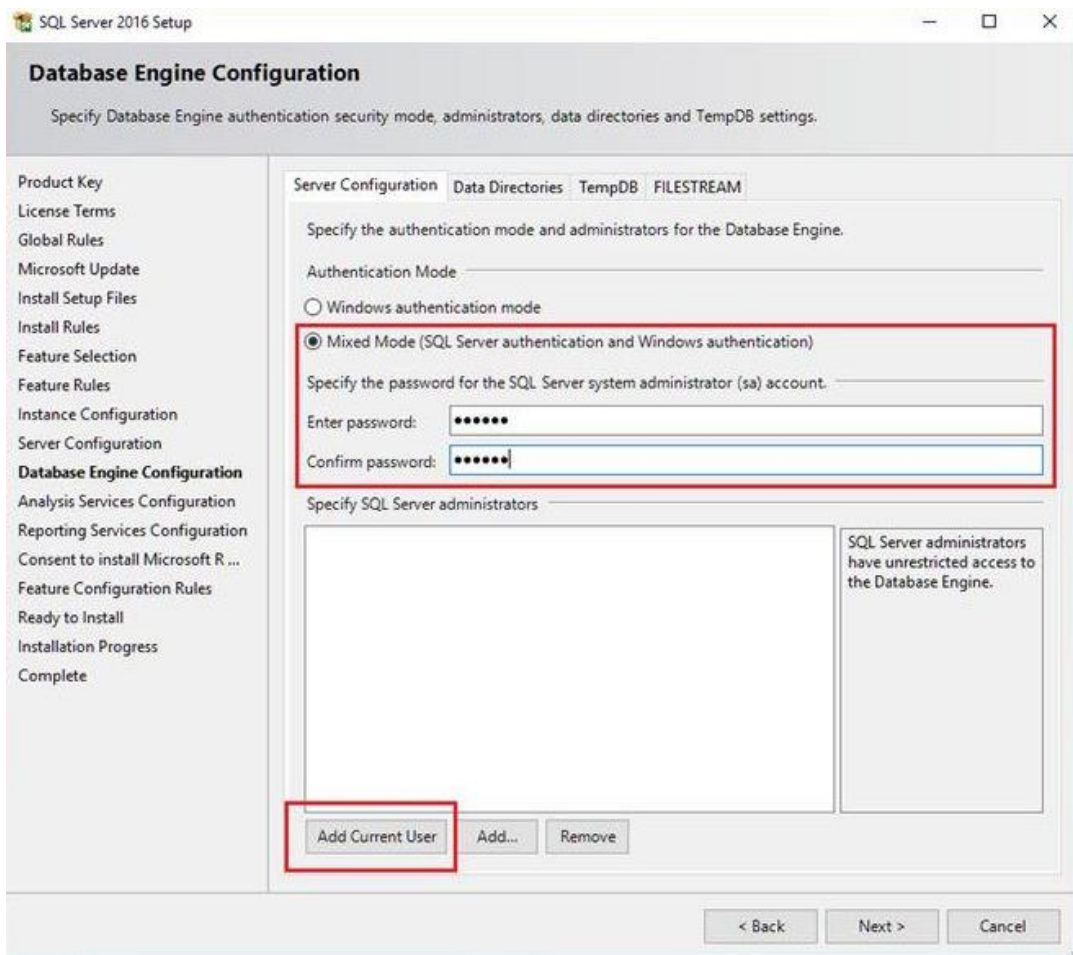 SQL Server 2016 Setup
Database Engine Configuration
Specify Database Engine authentication security mode, administrators, data directories and TempDB settings.
Product Key
License Terms
Global Rules
Microsoft Update
Install Setup Files
Install Rules
Feature Selection
Feature Rules
Instance Configuration
Server Configuration
Database Engine Configuration
Analysis Services Configuration
Reporting Services Configuration
Consent to install Microsoft R ...
Feature Configuration Rules
Ready to Install
Installation Progress
Complete
Server Configuration Data Directories TempDB FILESTREAM
Specify the authentication mode and administrators for the Database Engine.
Authentication Mode
Windows authentication mode
Mixed Mode (SQL Server authentication and Windows authentication)
Specify the password for the SQL Server system administrator (sa) account.
Enter password: ●●●●●●
Confirm password: ●●●●●●
Specify SQL Server administrators
SQL Server administrators
have unrestricted access to
the Database Engine.
Add Current User Add... Remove
< Back Next > Cancel